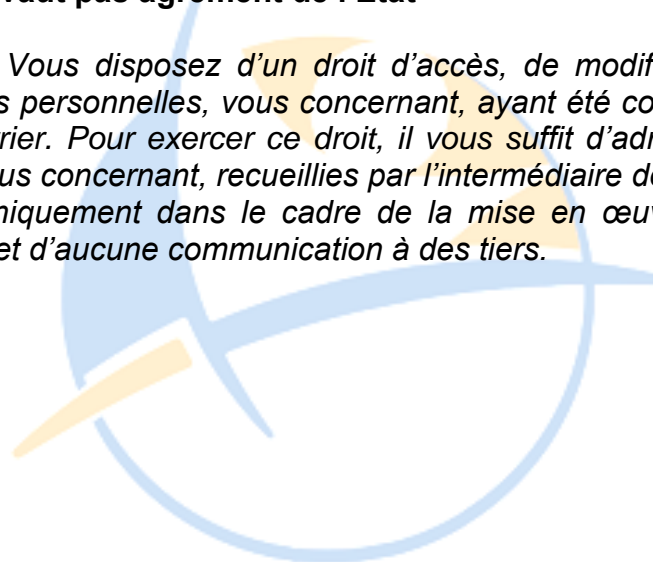 vaut pas agrément de l'État
Vous disposez d'un droit d'accès, de modif
s personnelles, vous concernant, ayant été co
rier. Pour exercer ce droit, il vous suffit d'adr
us concernant, recueillies par l'intermédiaire de
niquement dans le cadre de la mise en œuv
et d'aucune communication à des tiers.